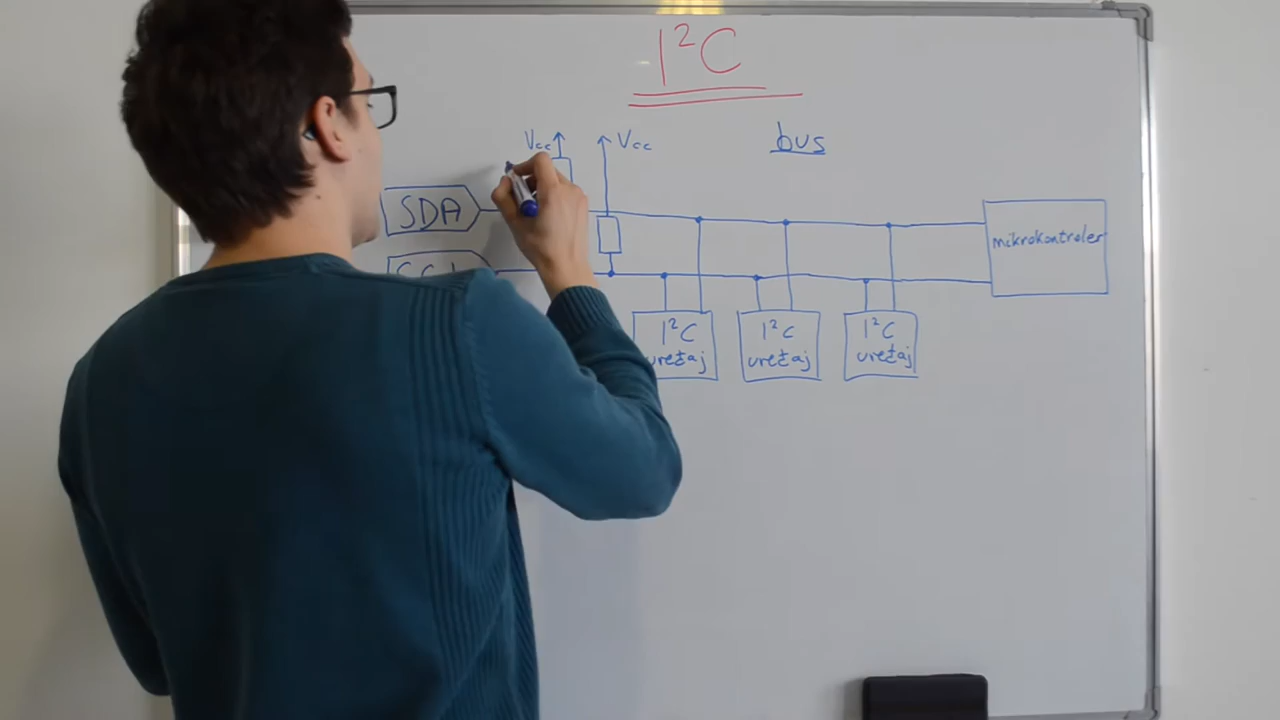 I²C
Vcc Vcc
bus
SDA
mikrokontroler
I²C
uređaj
I²C
uređaj
I²C
uređaj